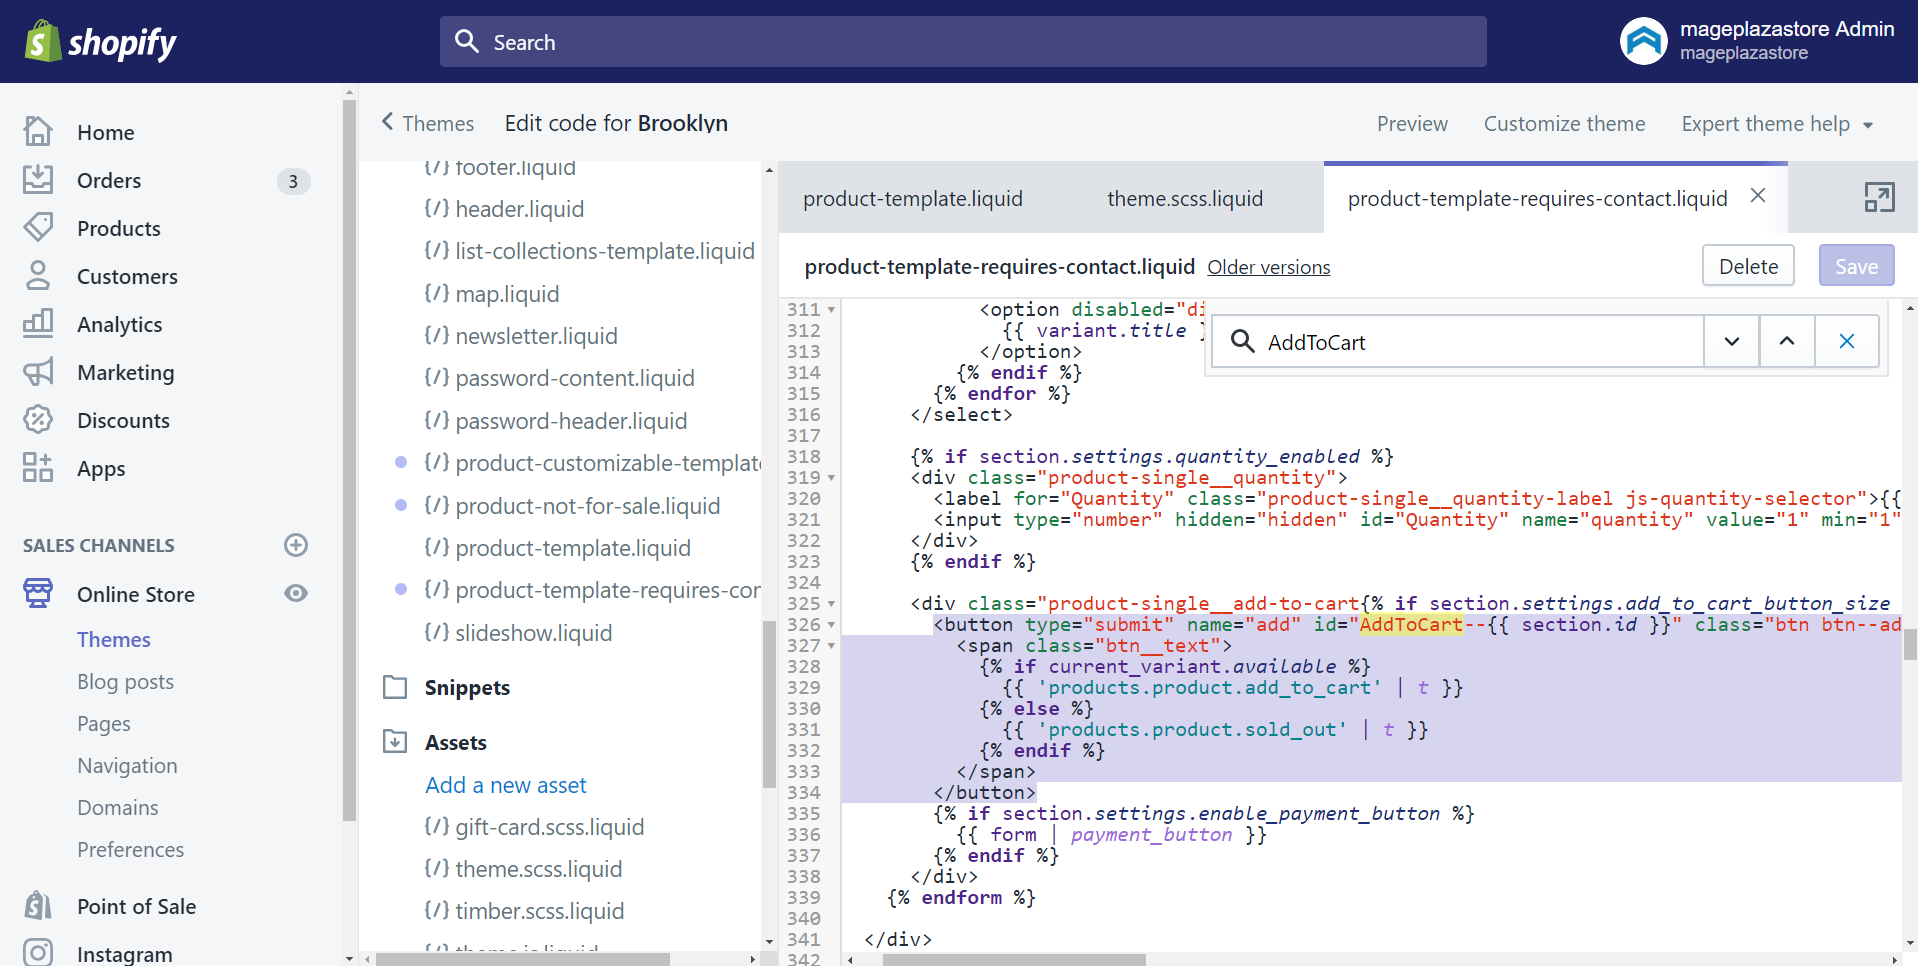 shopify
Search
mageplazastore Admin
mageplazastore
Home
Orders
3
Products
Customers
Analytics
Marketing
Discounts
Apps
SALES CHANNELS
Online Store
Themes
Blog posts
Pages
Navigation
Domains
Preferences
Point of Sale
Instagram
Themes
Edit code for Brooklyn
Preview
Customize theme
Expert theme help
{/} footer.liquid
{/} header.liquid
{/} list-collections-template.liquid
{/} map.liquid
{/} newsletter.liquid
{/} password-content.liquid
{/} password-header.liquid
{/} product-customizable-template
{/} product-not-for-sale.liquid
{/} product-template.liquid
{/} product-template-requires-cor
{/} slideshow.liquid
Snippets
Assets
Add a new asset
{/} gift-card.scss.liquid
{/} theme.scss.liquid
{/} timber.scss.liquid
product-template.liquid
theme.scss.liquid
product-template-requires-contact.liquid
product-template-requires-contact.liquid
Older versions
Delete
Save
AddToCart
311 <option disabled="di
312 {{ variant.title }
313 </option>
314 {% endif %}
315 {% endfor %}
316 </select>
317
318 {% if section.settings.quantity_enabled %}
319 <div class="product-single__quantity">
320 <label for="Quantity" class="product-single__quantity-label js-quantity-selector">{{
321 <input type="number" hidden="hidden" id="Quantity" name="quantity" value="1" min="1"
322 </div>
323 {% endif %}
324
325 <div class="product-single__add-to-cart{% if section.settings.add_to_cart_button_size
326 <button type="submit" name="add" id="AddToCart--{{ section.id }}" class="btn btn--ad
327 <span class="btn__text">
328 {% if current_variant.available %}
329 {{ 'products.product.add_to_cart' | t }}
330 {% else %}
331 {{ 'products.product.sold_out' | t }}
332 {% endif %}
333 </span>
334 </button>
335 {% if section.settings.enable_payment_button %}
336 {{ form | payment_button }}
337 {% endif %}
338 </div>
339 {% endform %}
340
341 </div>
342